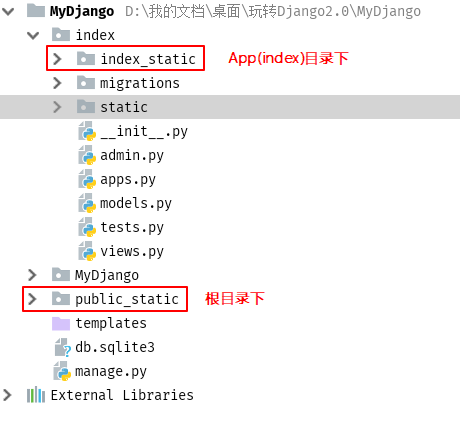 MyDjango D:\我的文档\桌面\玩转Django2.0\MyDjango
index
index_static App(index)目录下
migrations
static
__init__.py
admin.py
apps.py
models.py
tests.py
views.py
MyDjango
public_static 根目录下
templates
db.sqlite3
manage.py
External Libraries